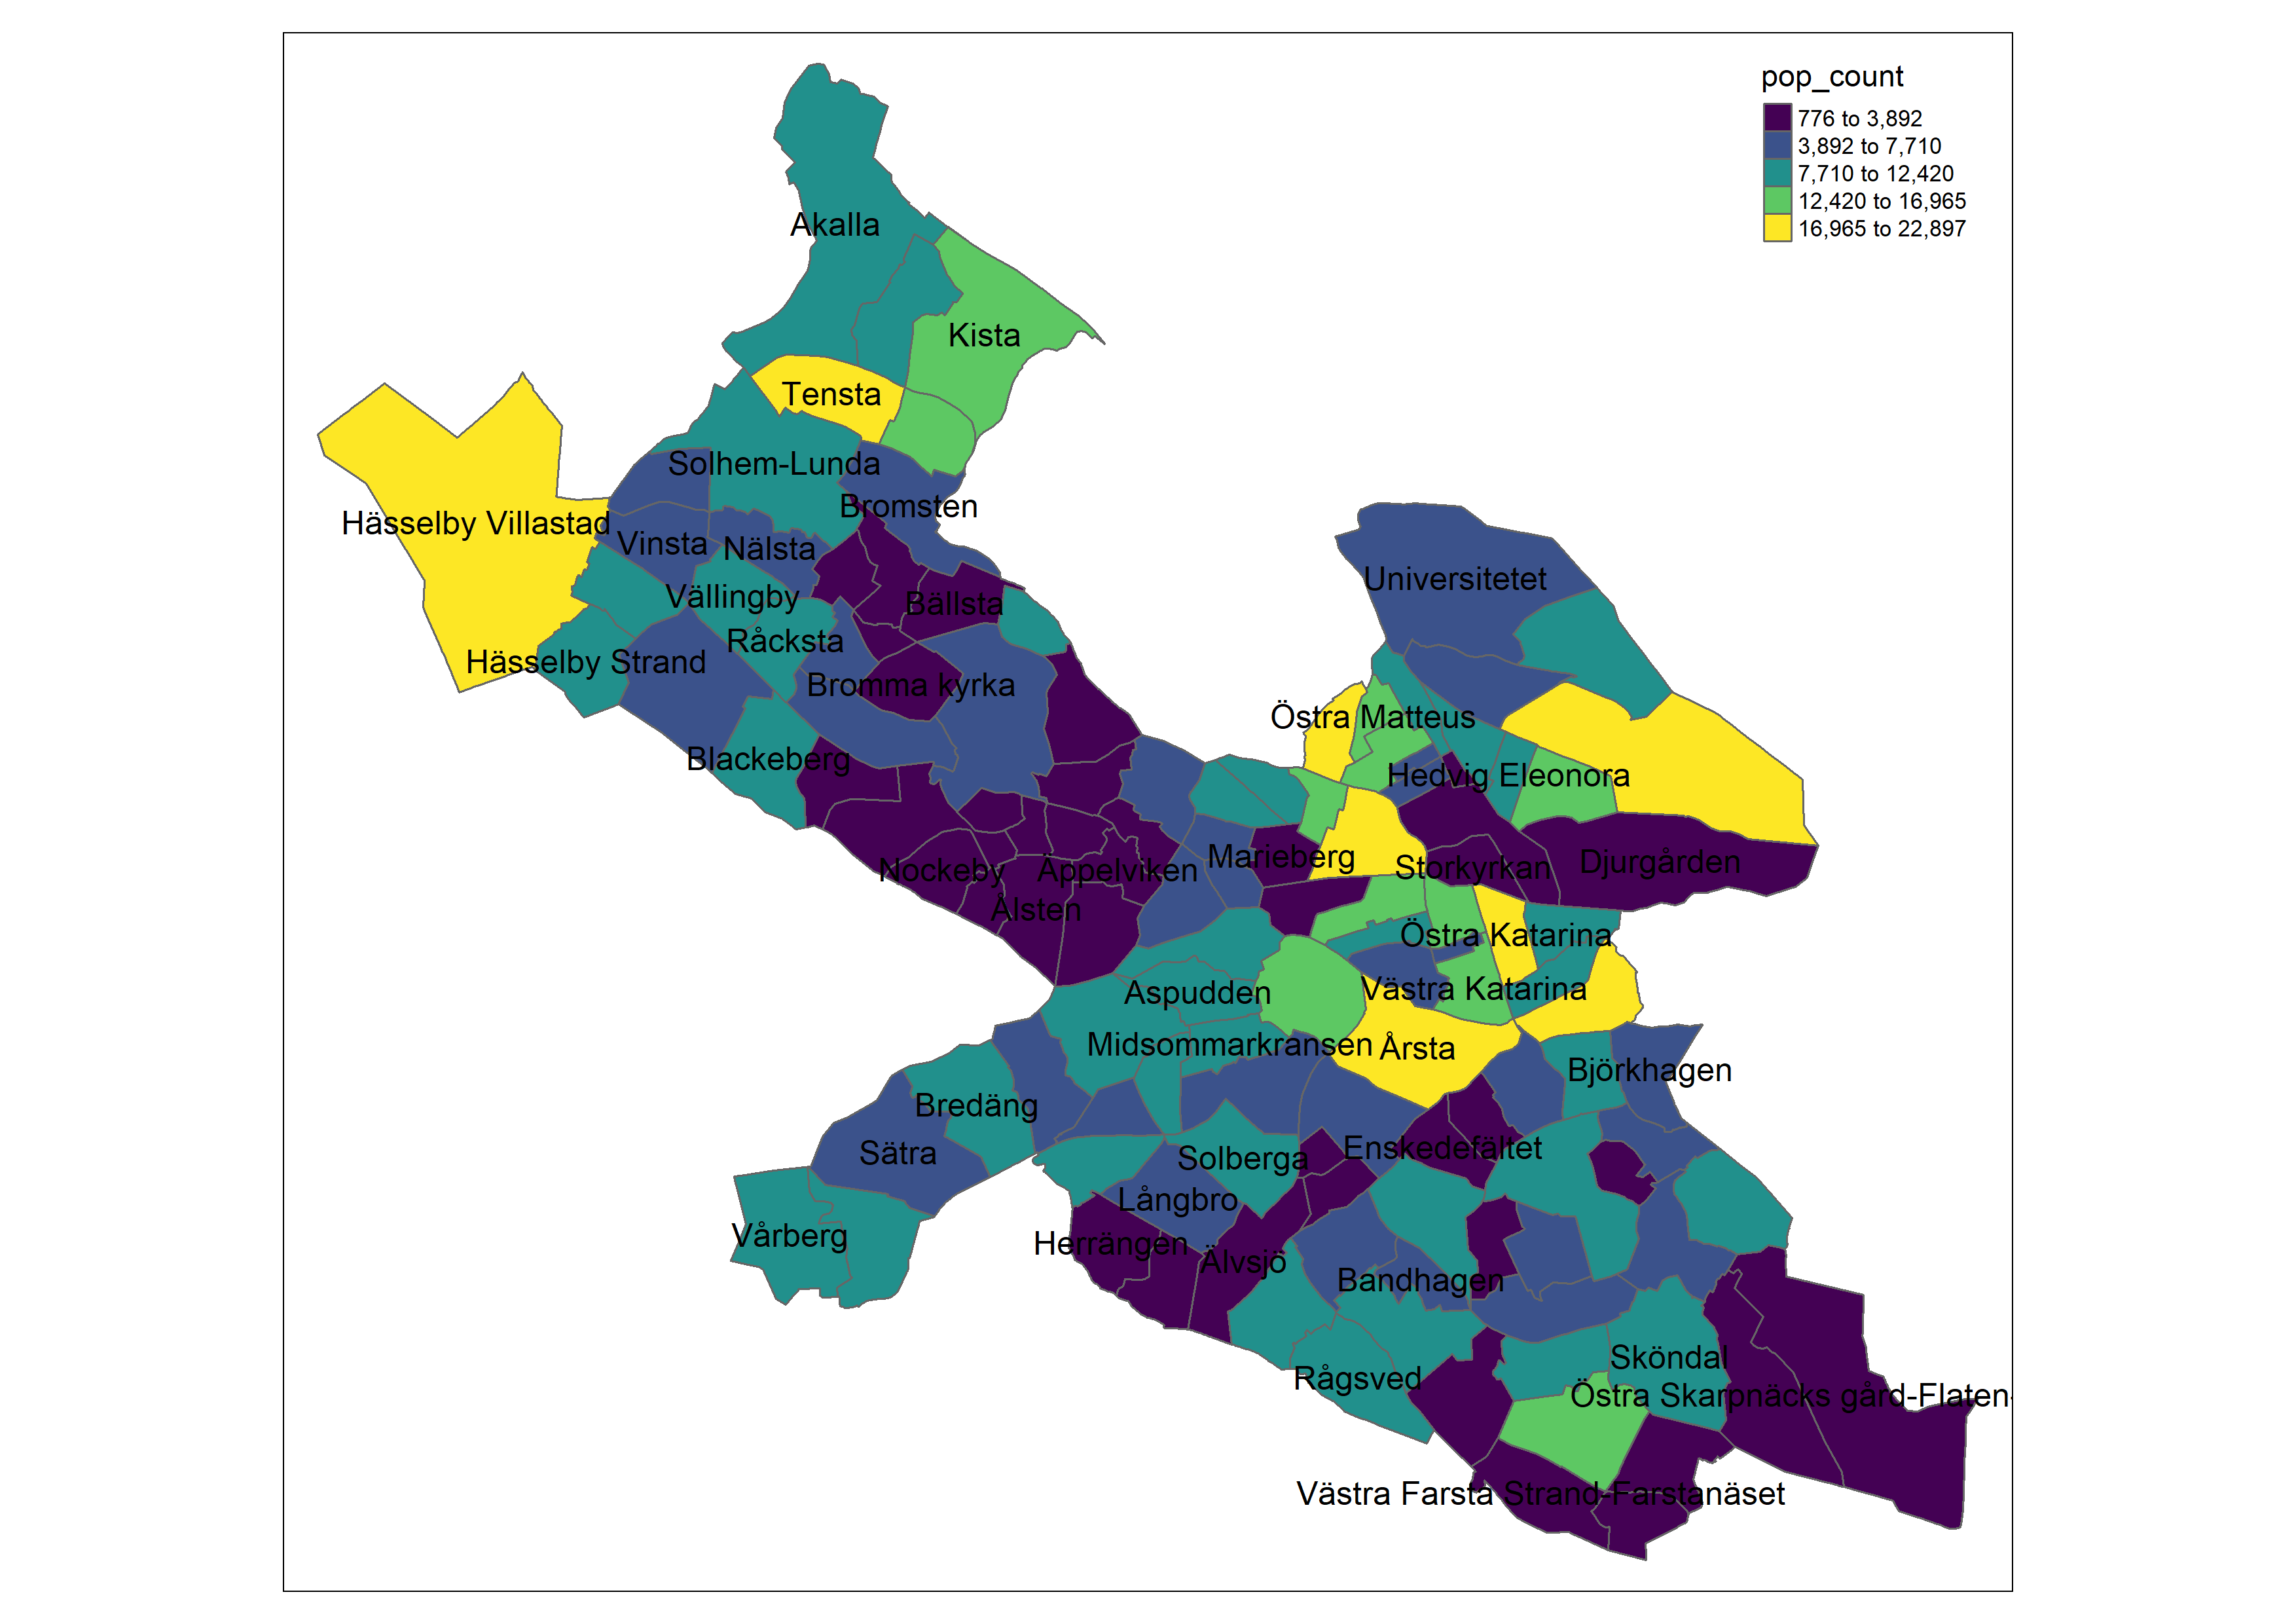 pop_count
776 to 3,892
3,892 to 7,710
7,710 to 12,420
12,420 to 16,965
16,965 to 22,897
Akalla
Kista
Tensta
Solhem-Lunda
Bromsten
Hässelby Villastad
Vinsta
Nälsta
Universitetet
Vällingby
Bällsta
Råcksta
Hässelby Strand
Bromma kyrka
Östra Matteus
Blackeberg
Hedvig Eleonora
Marieberg
Djurgården
Storkyrkan
Nockeby
Äppelviken
Ålsten
Östra Katarina
Västra Katarina
Aspudden
Midsommarkransen
Årsta
Björkhagen
Bredäng
Enskedefältet
Sätra
Solberga
Långbro
Vårberg
Herrängen
Älvsjö
Bandhagen
Sköndal
Rågsved
Östra Skarpnäcks gård-Flaten-
Västra Farsta Strand-Farstanäset